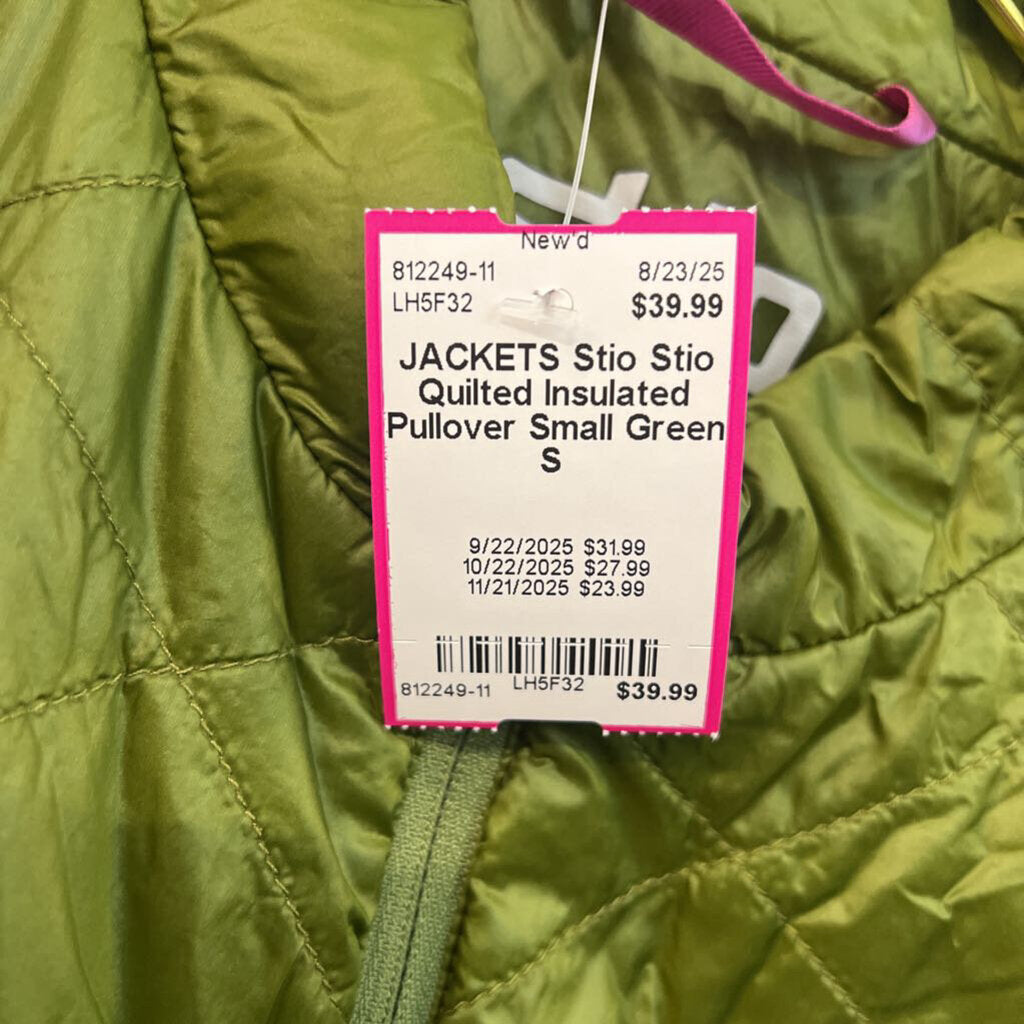 New'd
812249-11 8/23/25
LH5F32 $39.99
JACKETS Stio Stio
Quilted Insulated
Pullover Small Green
S
9/22/2025 $31.99
10/22/2025 $27.99
11/21/2025 $23.99
812249-11 LH5F32 $39.99